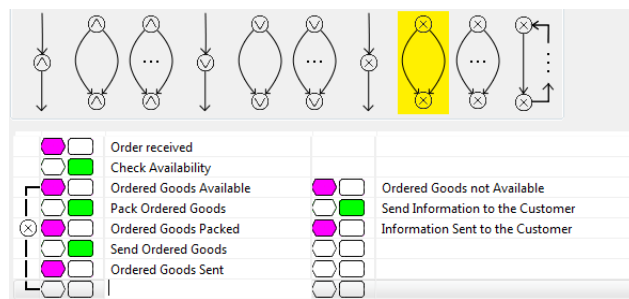 Order received
Check Availability
Ordered Goods Available Ordered Goods not Available
Pack Ordered Goods Send Information to the Customer
Ordered Goods Packed Information Sent to the Customer
Send Ordered Goods
Ordered Goods Sent